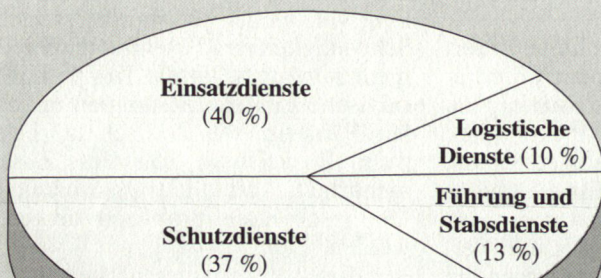 Einsatzdienste
(40 %)
Logistische
Dienste (10 %)
Führung und
Stabsdienste
(13 %)
Schutzdienste
(37 %)